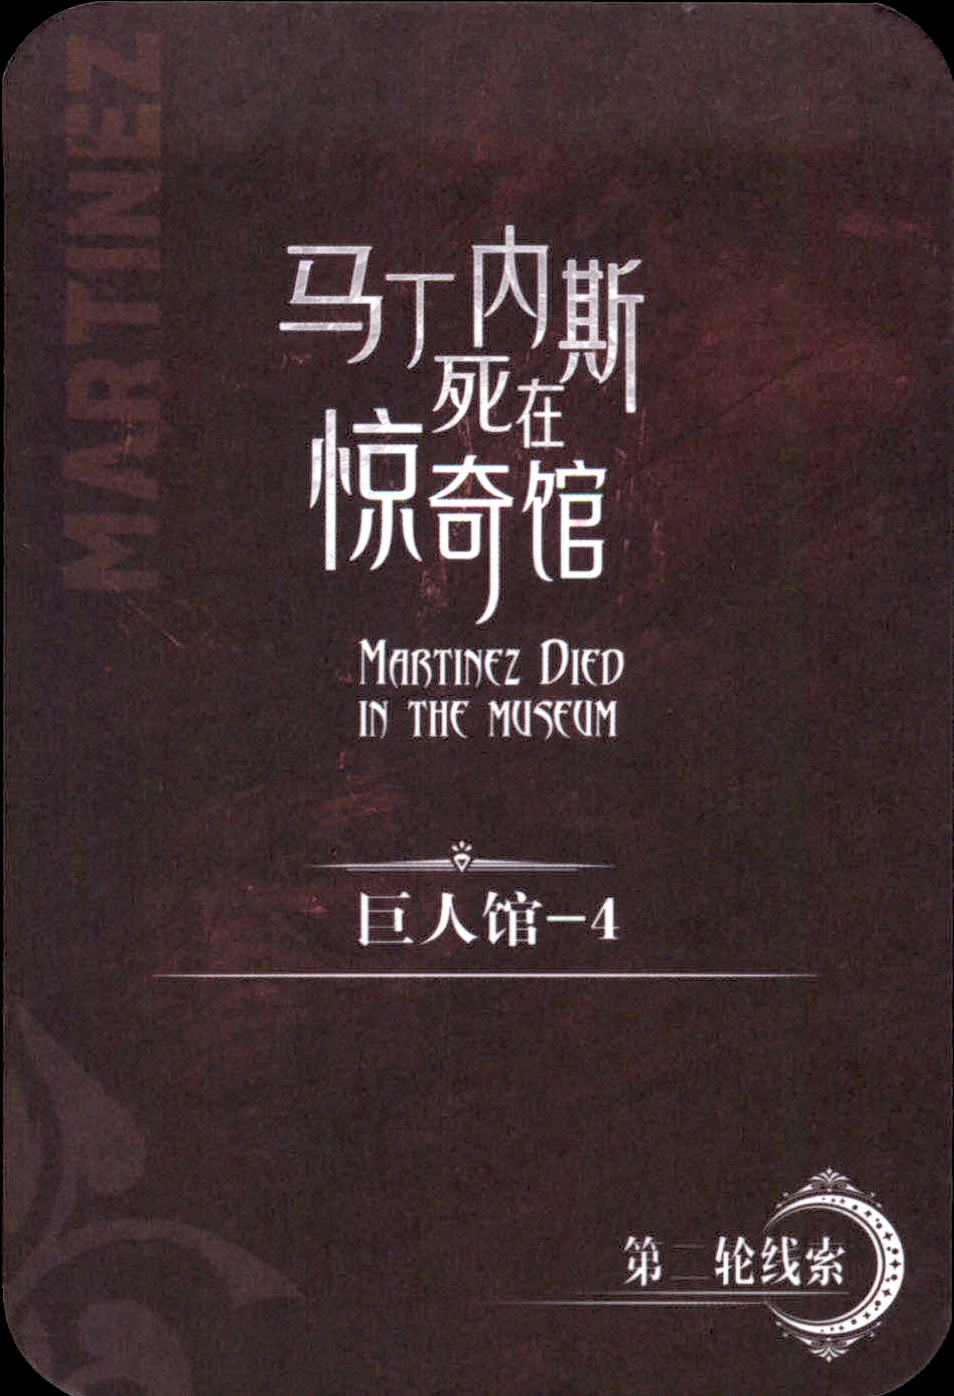 MARTINEZ
马丁内斯
死在
惊奇馆
MARTINEZ DIED
IN THE MUSEUM
巨人馆-4
第二轮线索